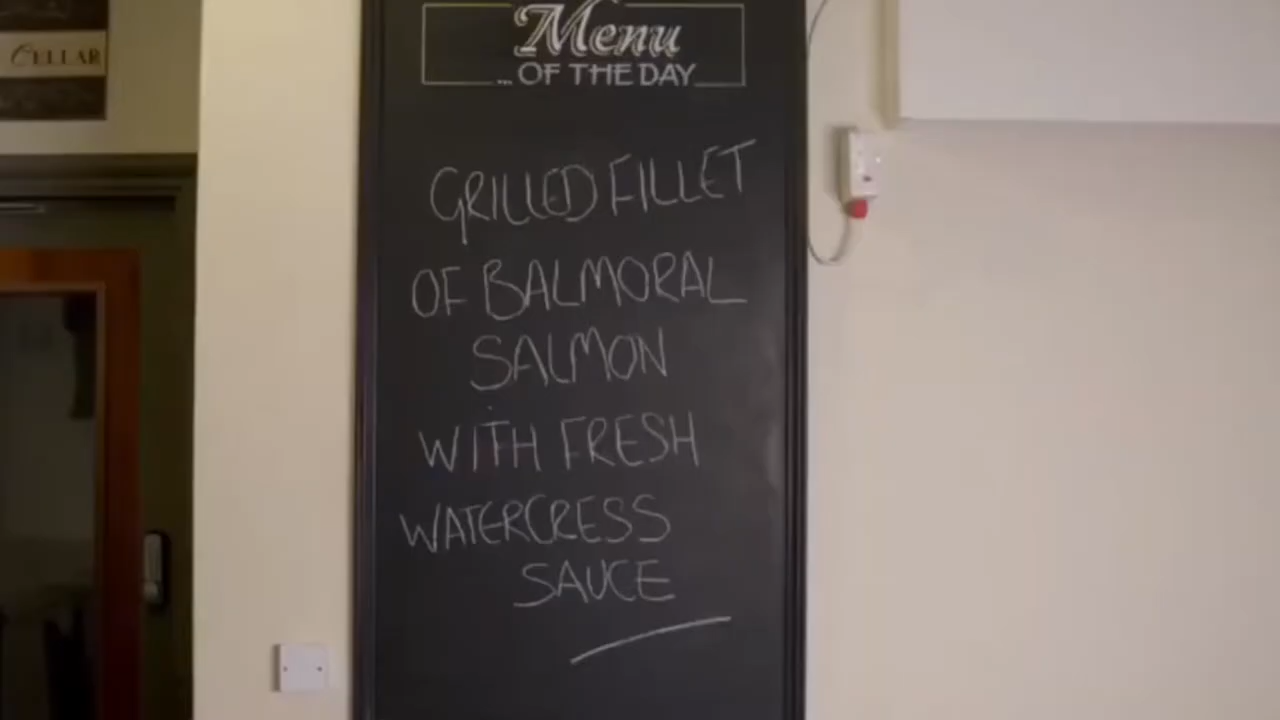 CELLAR
Menu
...OF THE DAY
GRILLED FILLET
OF BALMORAL
SALMON
WITH FRESH
WATERCRESS
SAUCE